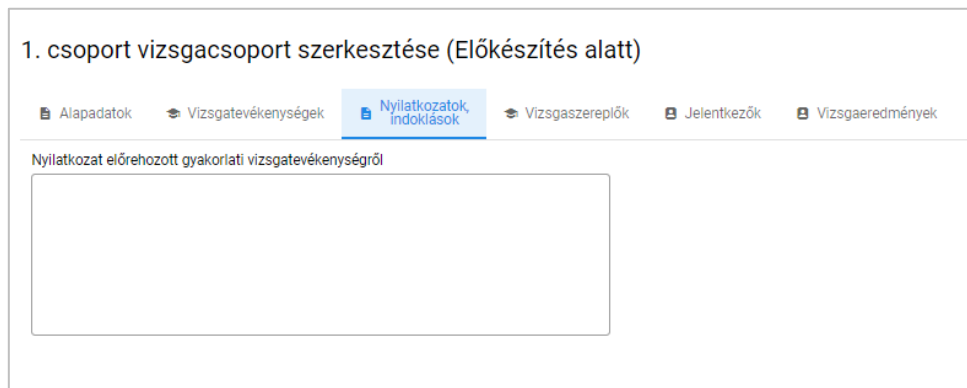 1. csoport vizsgacsoport szerkesztése (Előkészítés alatt)
Alapadatok Vizsgatevékenységek Nyilatkozatok, indoklások Vizsgaszereplők Jelentkezők Vizsgaeredmények
Nyilatkozat előrehozott gyakorlati vizsgatevékenységről